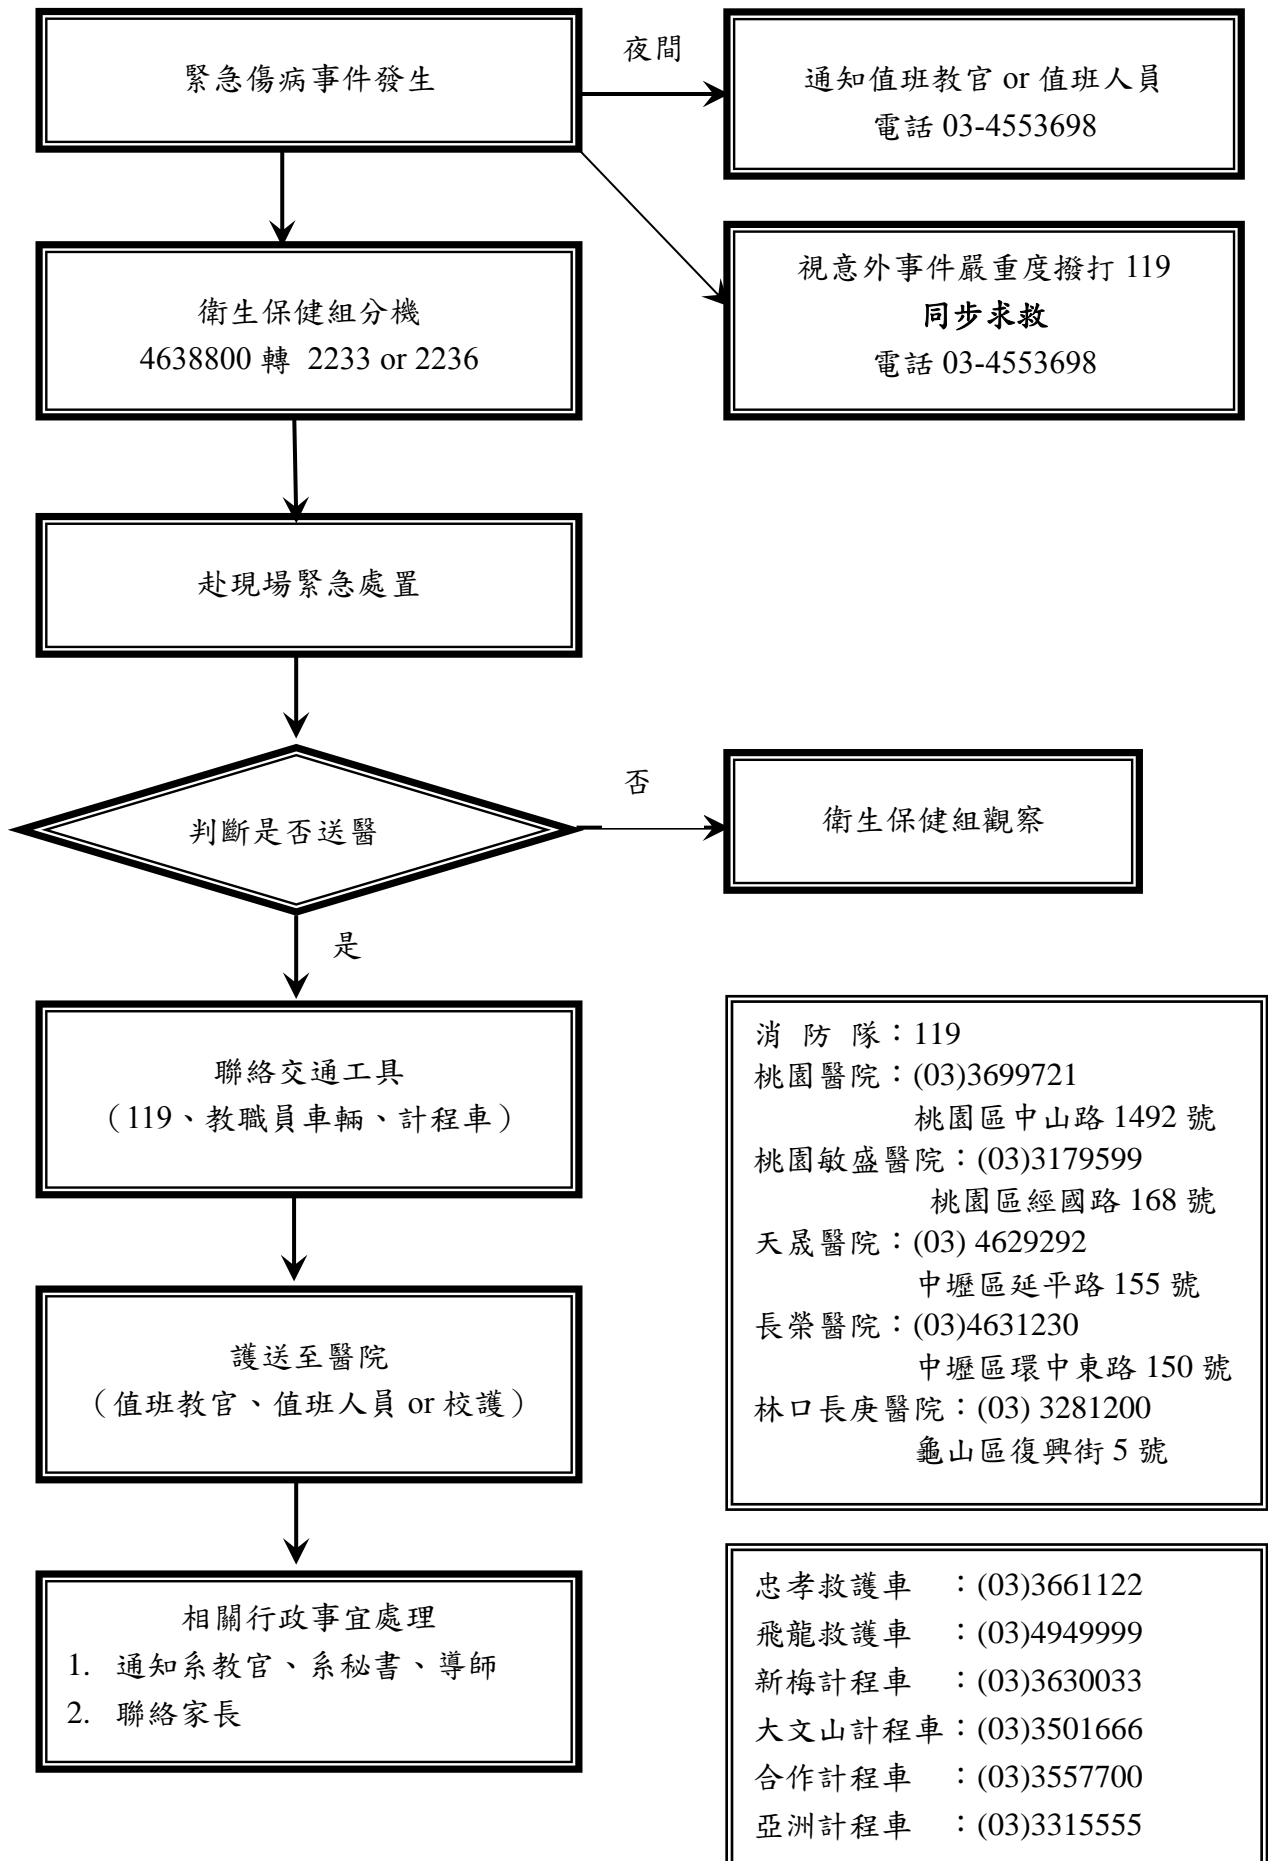 緊急傷病事件發生
夜間
通知值班教官 or 值班人員
電話 03-4553698
視意外事件嚴重度撥打 119
同步求救
電話 03-4553698
衛生保健組分機
4638800 轉 2233 or 2236
赴現場緊急處置
判斷是否送醫
否
衛生保健組觀察
是
聯絡交通工具
（119、教職員車輛、計程車）
護送至醫院
（值班教官、值班人員 or 校護）
相關行政事宜處理
1. 通知系教官、系秘書、導師
2. 聯絡家長
消 防 隊：119
桃園醫院：(03)3699721
桃園區中山路 1492 號
桃園敏盛醫院：(03)3179599
桃園區經國路 168 號
天晟醫院：(03) 4629292
中壢區延平路 155 號
長榮醫院：(03)4631230
中壢區環中東路 150 號
林口長庚醫院：(03) 3281200
龜山區復興街 5 號
忠孝救護車 ：(03)3661122
飛龍救護車 ：(03)4949999
新梅計程車 ：(03)3630033
大文山計程車：(03)3501666
合作計程車 ：(03)3557700
亞洲計程車 ：(03)3315555